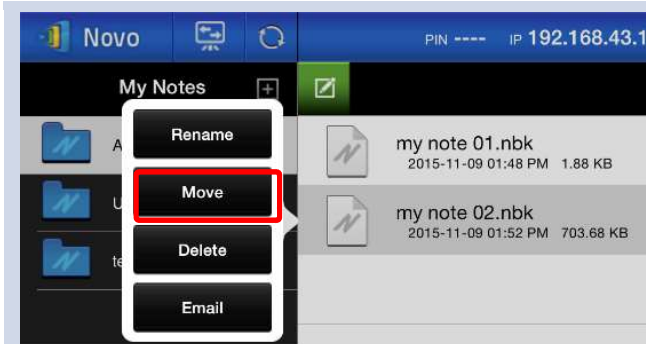 Novo
PIN ---- IP 192.168.43.1
My Notes
Rename
Move
Delete
Email
my note 01.nbk
2015-11-09 01:48 PM 1.88 KB
my note 02.nbk
2015-11-09 01:52 PM 703.68 KB